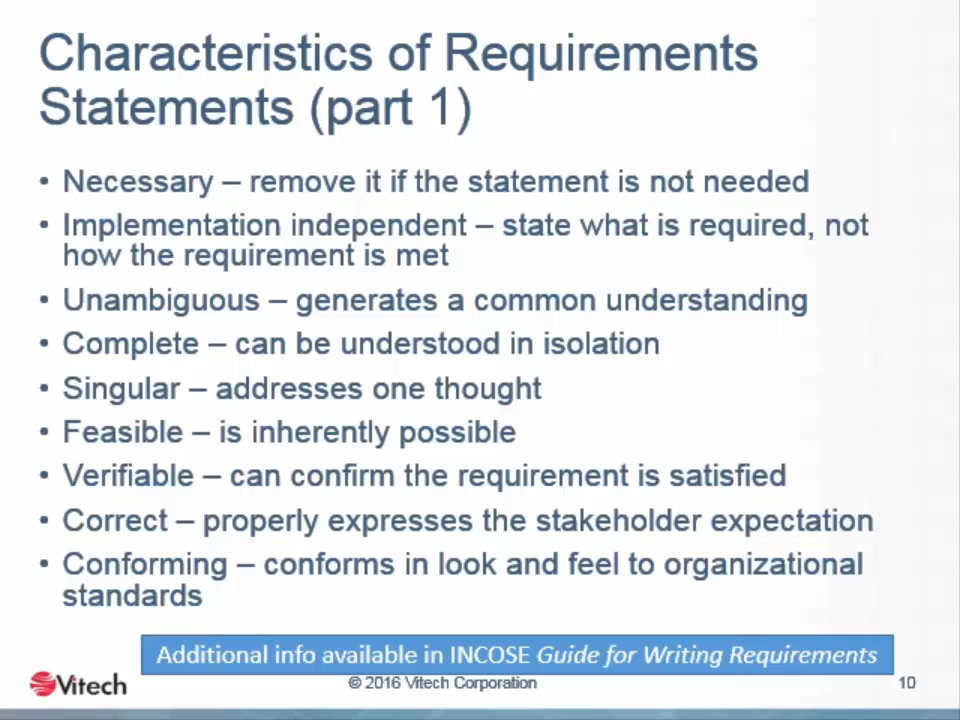 Characteristics of Requirements
Statements (part 1)
• Necessary – remove it if the statement is not needed
• Implementation independent – state what is required, not
how the requirement is met
• Unambiguous – generates a common understanding
• Complete – can be understood in isolation
• Singular – addresses one thought
• Feasible – is inherently possible
• Verifiable – can confirm the requirement is satisfied
• Correct – properly expresses the stakeholder expectation
• Conforming – conforms in look and feel to organizational
standards
Additional info available in INCOSE Guide for Writing Requirements
Vitech
© 2016 Vitech Corporation
10